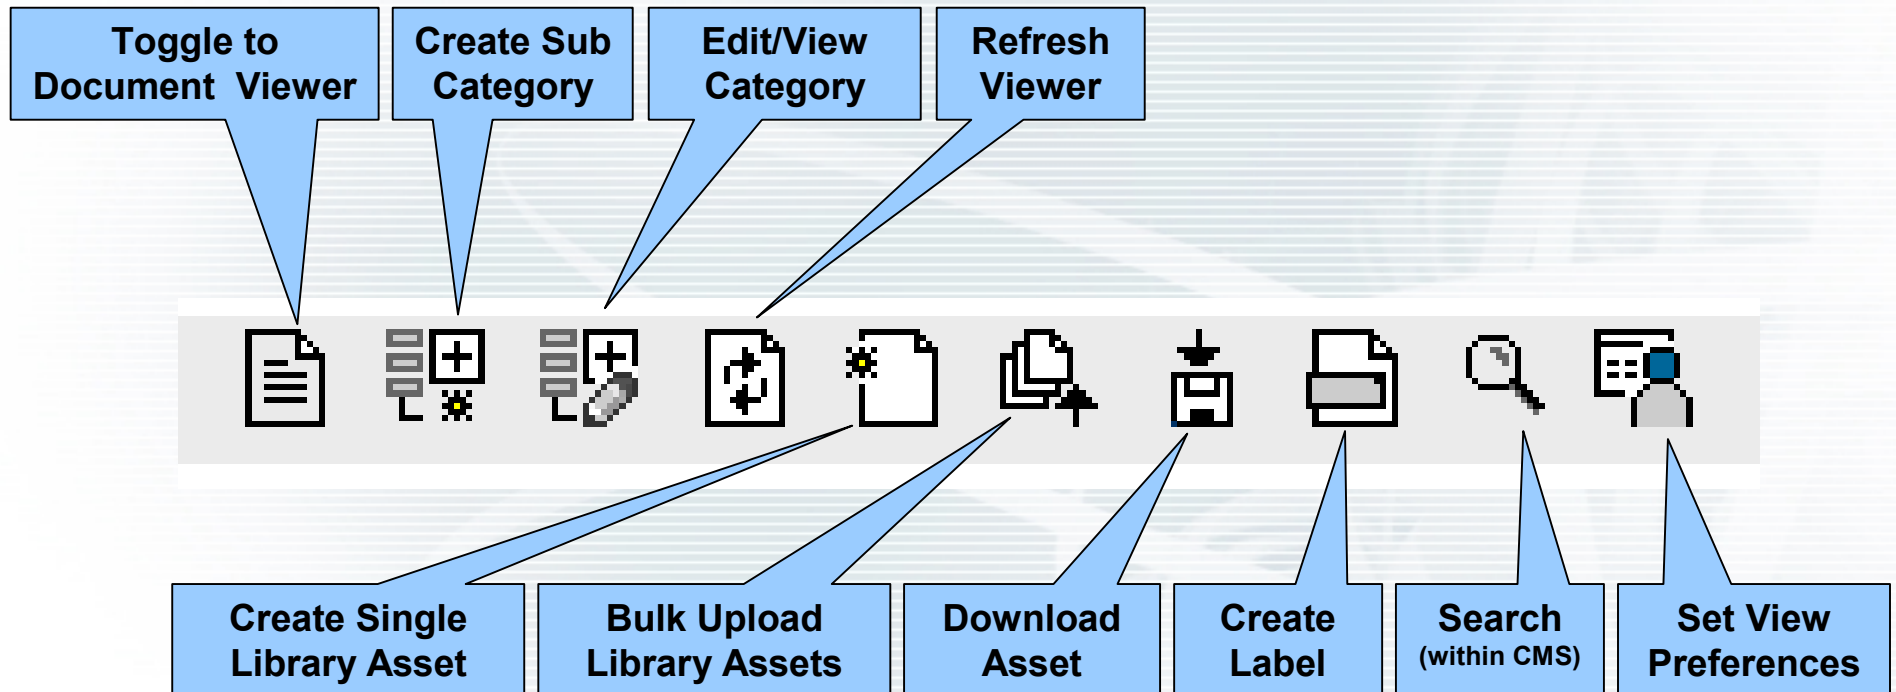 Toggle to
Document Viewer
Create Sub
Category
Edit/View
Category
Refresh
Viewer
Create Single
Library Asset
Bulk Upload
Library Assets
Download
Asset
Create
Label
Search
(within CMS)
Set View
Preferences